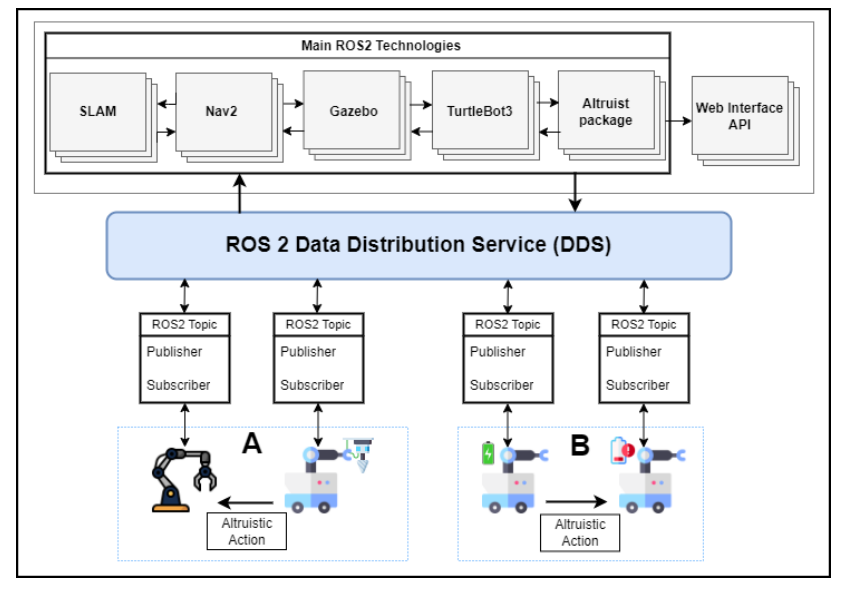 Main ROS2 Technologies
SLAM
Nav2
Gazebo
TurtleBot3
Altruist
package
Web Interface
API
ROS 2 Data Distribution Service (DDS)
ROS2 Topic
Publisher
Subscriber
ROS2 Topic
Publisher
Subscriber
ROS2 Topic
Publisher
Subscriber
ROS2 Topic
Publisher
Subscriber
A
Altruistic
Action
B
Altruistic
Action